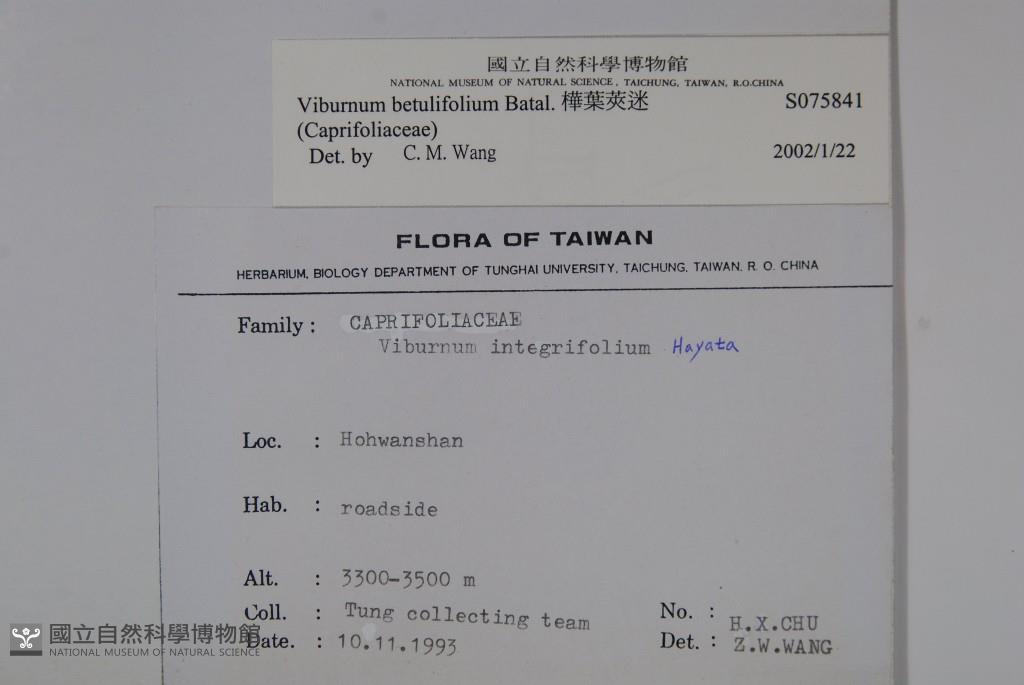 國立自然科學博物館
NATIONAL MUSEUM OF NATURAL SCIENCE, TAICHUNG, TAIWAN, R.O.CHINA
Viburnum betulifolium Batal. 樺葉莢迷 S075841
(Caprifoliaceae)
Det. by C. M. Wang 2002/1/22
FLORA OF TAIWAN
HERBARIUM, BIOLOGY DEPARTMENT OF TUNGHAI UNIVERSITY, TAICHUNG, TAIWAN, R. O. CHINA
Family : CAPRIFOLIACEAE
Viburnum integrifolium Hayata
Loc. : Hohwanshan
Hab. : roadside
Alt. : 3300-3500 m
Coll. : Tung collecting team No. : H.X.CHU
Date. : 10.11.1993 Det. : Z.W.WANG
國立自然科學博物館
NATIONAL MUSEUM OF NATURAL SCIENCE